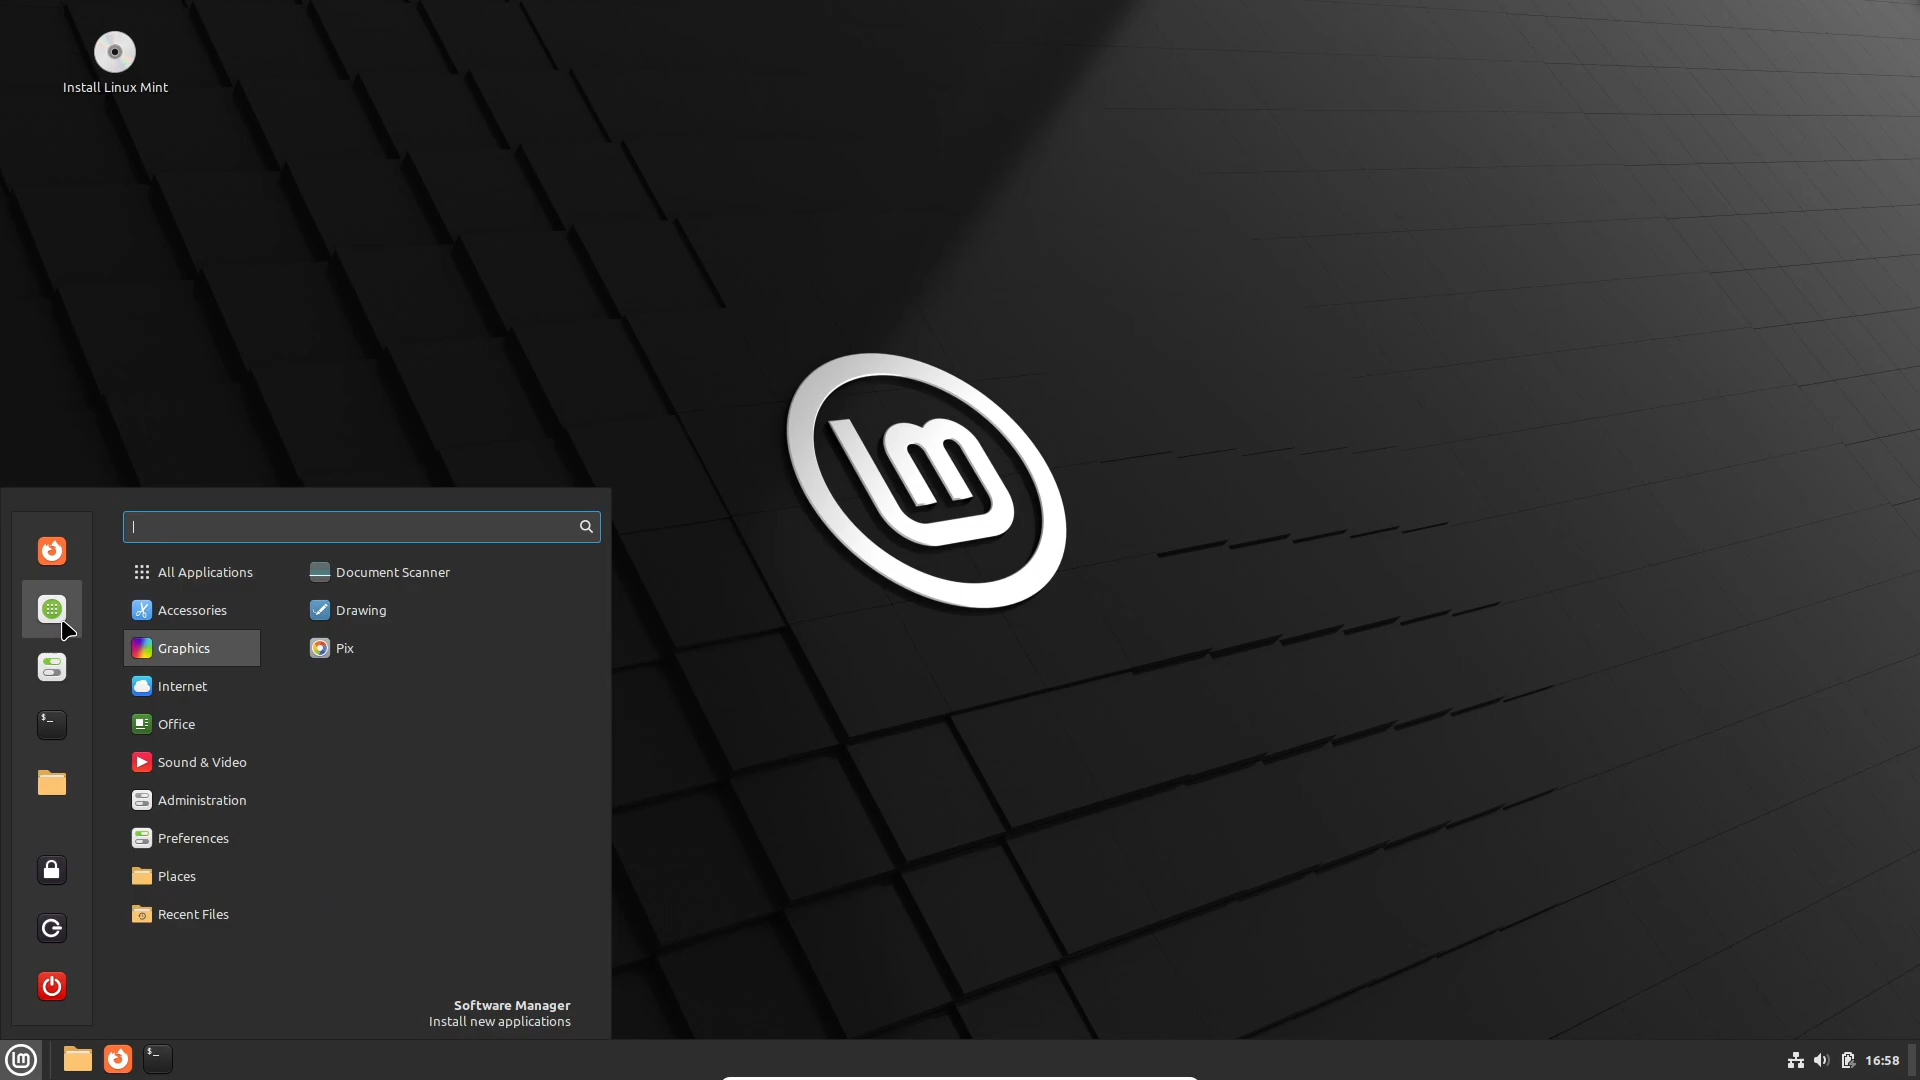 Install Linux Mint
All Applications
Accessories
Graphics
Internet
Office
Sound & Video
Administration
Preferences
Places
Recent Files
Document Scanner
Drawing
Pix
Software Manager
Install new applications
16:58